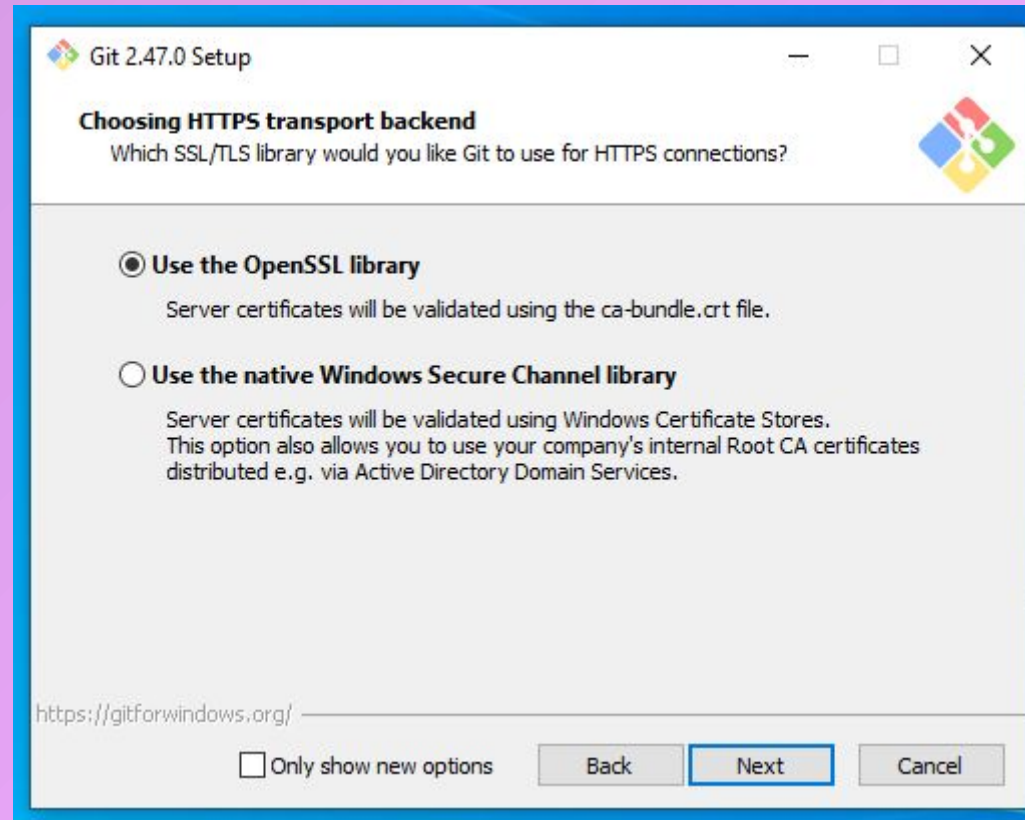 Git 2.47.0 Setup
Choosing HTTPS transport backend
Which SSL/TLS library would you like Git to use for HTTPS connections?
Use the OpenSSL library
Server certificates will be validated using the ca-bundle.crt file.
Use the native Windows Secure Channel library
Server certificates will be validated using Windows Certificate Stores.
This option also allows you to use your company's internal Root CA certificates
distributed e.g. via Active Directory Domain Services.
https://gitforwindows.org/
Only show new options Back Next Cancel